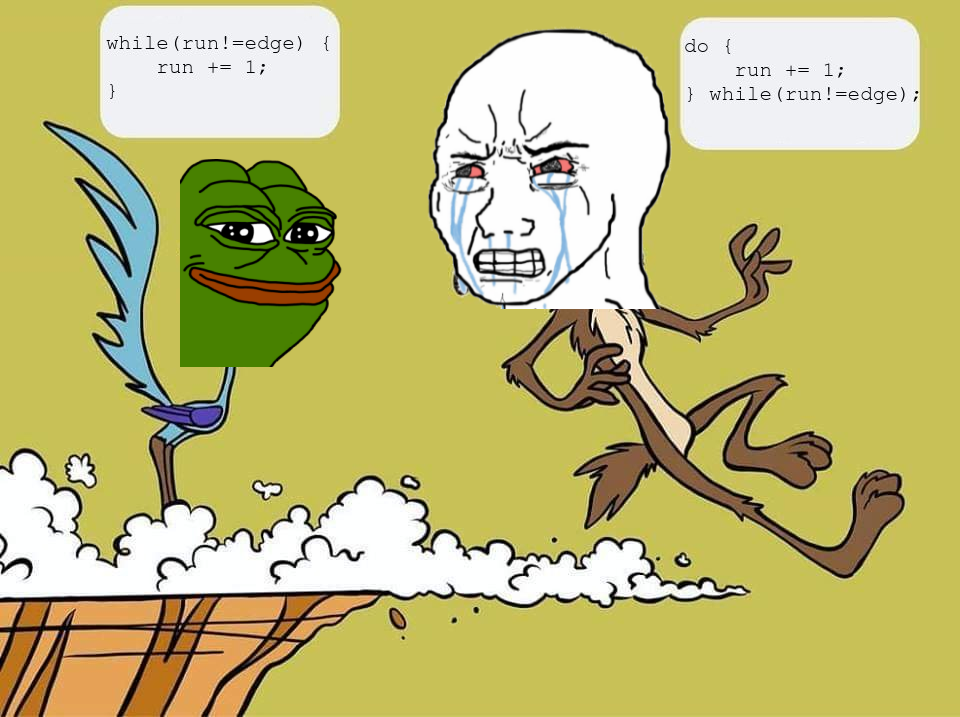 while(run!=edge) {
    run += 1;
}
do {
    run += 1;
} while(run!=edge);